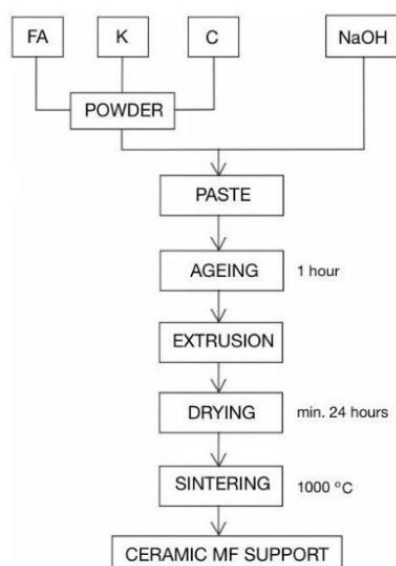 FA K C NaOH
POWDER
PASTE
AGEING 1 hour
EXTRUSION
DRYING min. 24 hours
SINTERING 1000 °C
CERAMIC MF SUPPORT